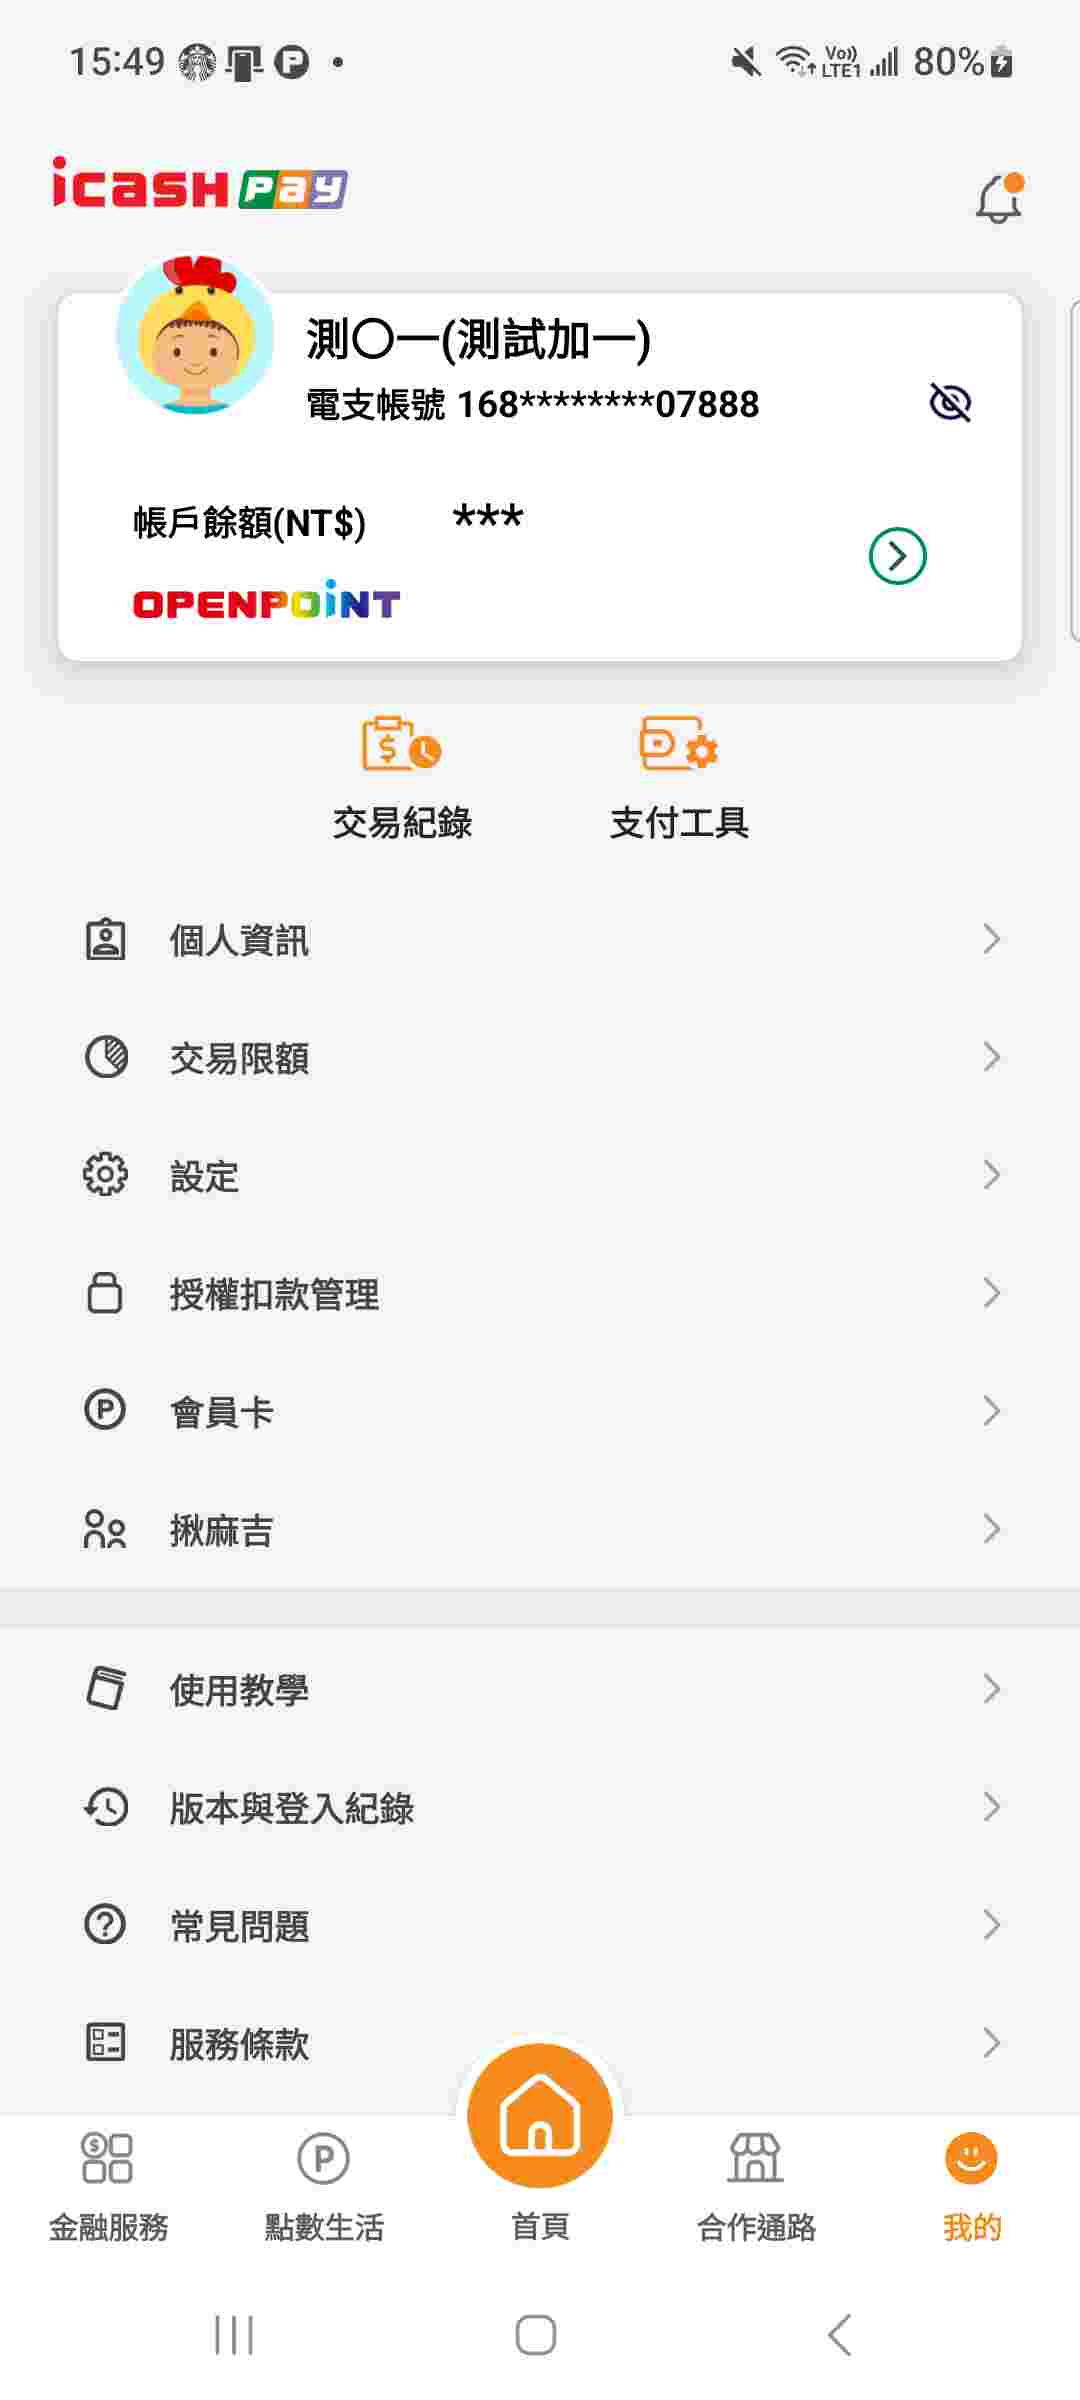 15:49
Vo)) LTE1 80%
icash Pay
測〇一(測試加一)
電支帳號 168********07888
帳戶餘額(NT$) ***
OPENPOINT
交易紀錄 支付工具
個人資訊
交易限額
設定
授權扣款管理
會員卡
揪麻吉
使用教學
版本與登入紀錄
常見問題
服務條款
金融服務 點數生活 首頁 合作通路 我的